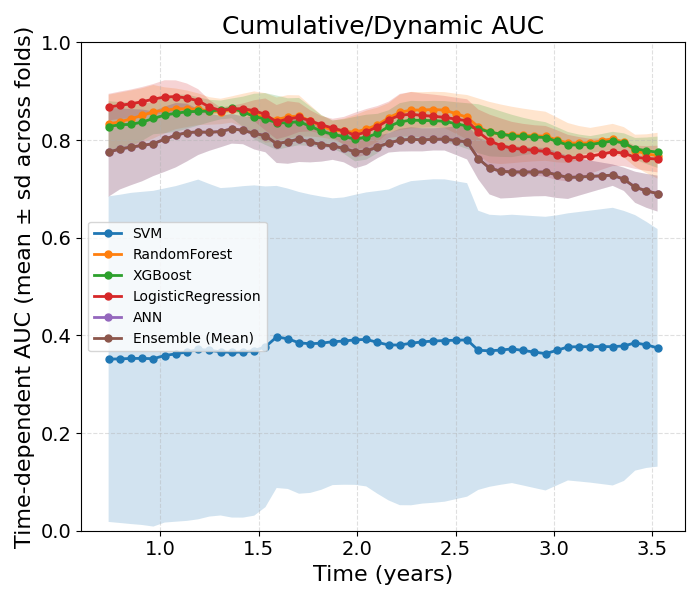 Cumulative/Dynamic AUC
Time-dependent AUC (mean ± sd across folds)
1.0
0.8
0.6
0.4
0.2
0.0
SVM
RandomForest
XGBoost
LogisticRegression
ANN
Ensemble (Mean)
1.0
1.5
2.0
2.5
3.0
3.5
Time (years)